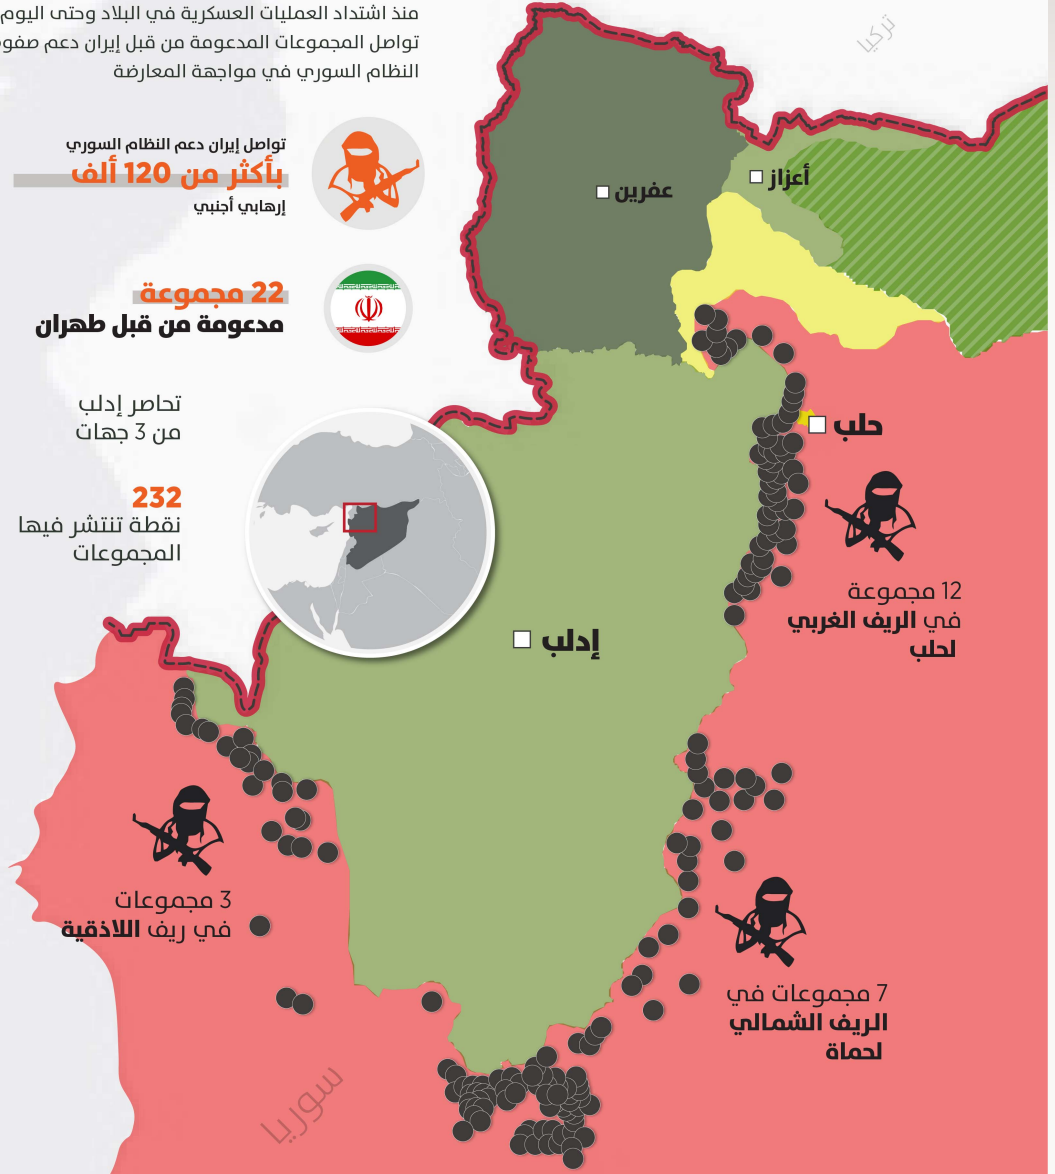 منذ اشتداد العمليات العسكرية في البلاد وحتى اليوم
تواصل المجموعات المدعومة من قبل إيران دعم
النظام السوري في مواجهة المعارضة
تركيا
تواصل إيران دعم النظام السوري
بأكثر من 120 ألف
إرهابي أجنبي
أعزاز
عفرين
22 مجموعة
مدعومة من قبل طهران
تحاصر إدلب
من 3 جهات
حلب
232
نقطة تنتشر فيها
المجموعات
12 مجموعة
في الريف الغربي
لحلب
إدلب
3 مجموعات
في ريف اللاذقية
7 مجموعات في
الريف الشمالي
لحماة
سوريا